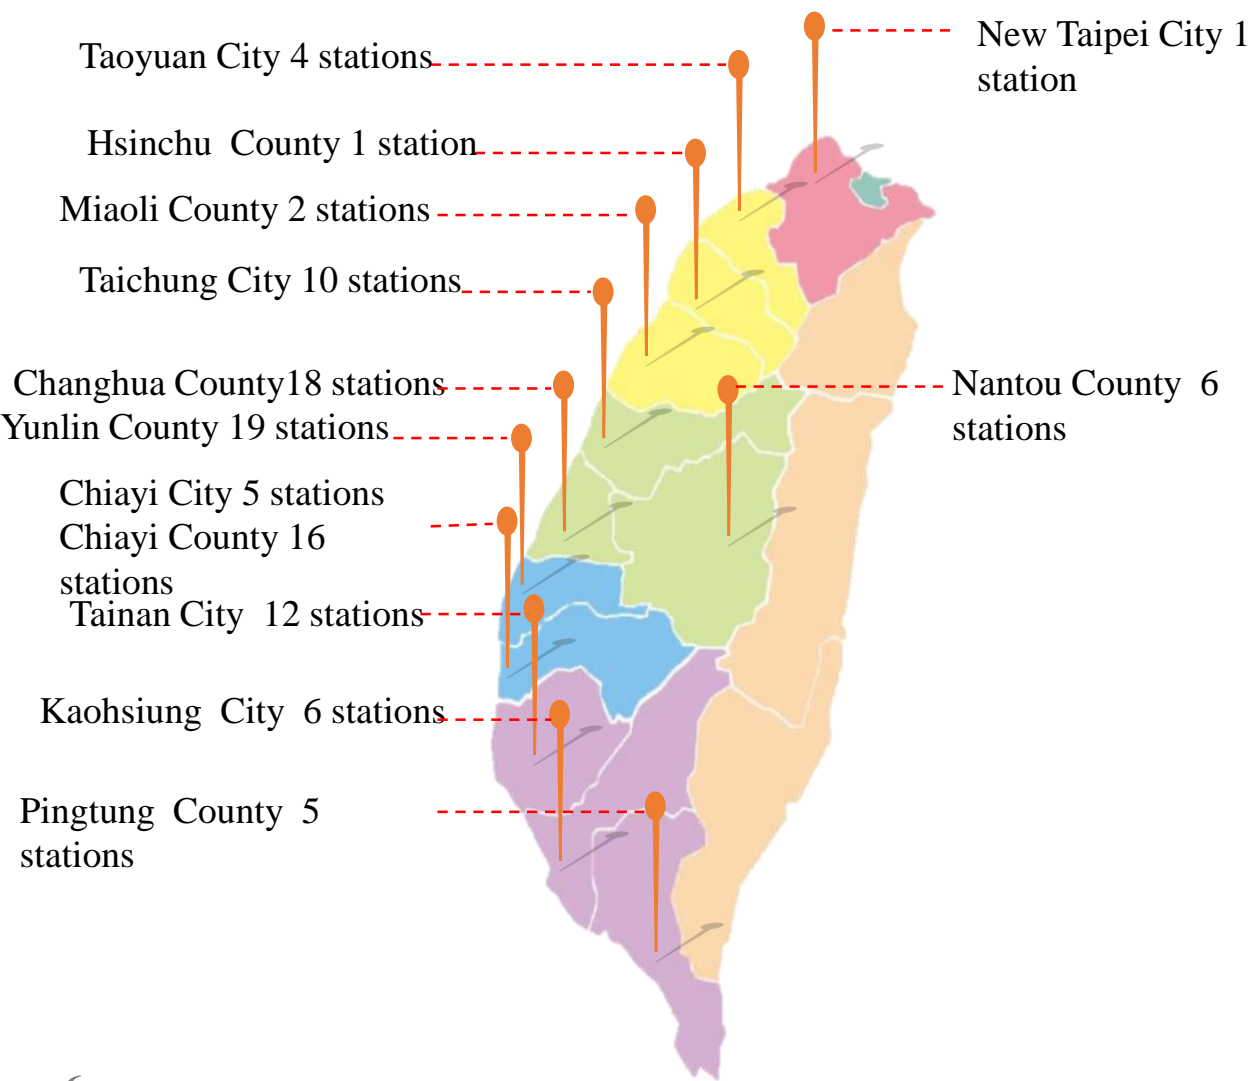 New Taipei City 1
station
Taoyuan City 4 stations
Hsinchu County 1 station
Miaoli County 2 stations
Taichung City 10 stations
Changhua County18 stations
Nantou County 6
stations
Yunlin County 19 stations
Chiayi City 5 stations
Chiayi County 16
stations
Tainan City 12 stations
Kaohsiung City 6 stations
Pingtung County 5
stations